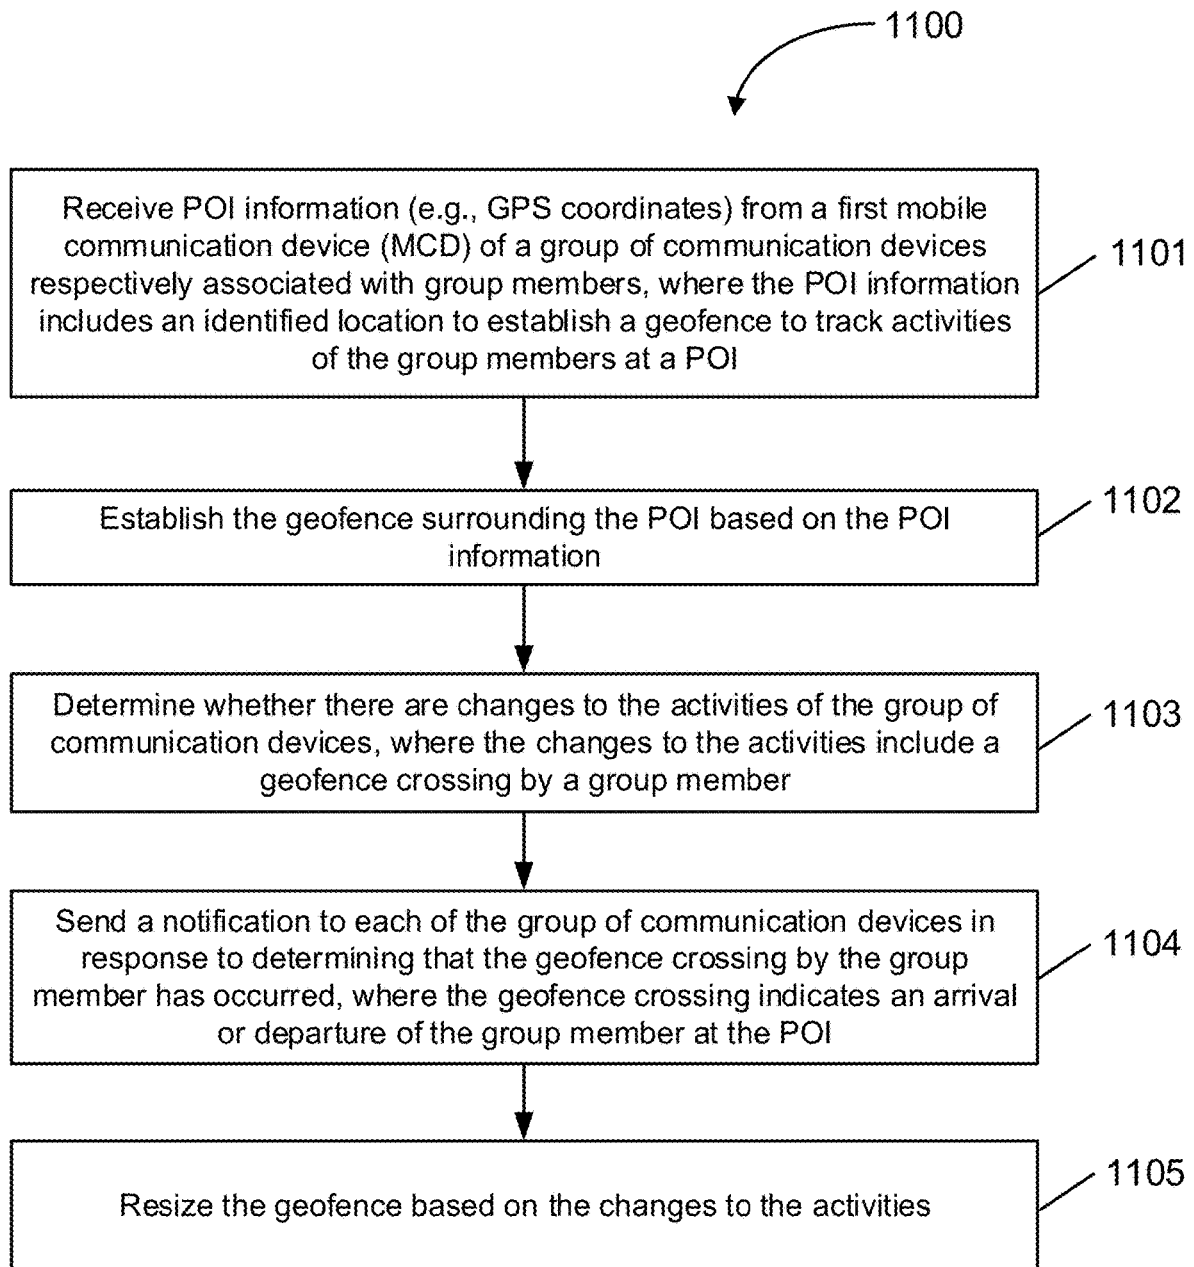 1100
Receive POI information (e.g., GPS coordinates) from a first mobile
communication device (MCD) of a group of communication devices
respectively associated with group members, where the POI information
includes an identified location to establish a geofence to track activities
of the group members at a POI
1101
Establish the geofence surrounding the POI based on the POI
information
1102
Determine whether there are changes to the activities of the group of
communication devices, where the changes to the activities include a
geofence crossing by a group member
1103
Send a notification to each of the group of communication devices in
response to determining that the geofence crossing by the group
member has occurred, where the geofence crossing indicates an arrival
or departure of the group member at the POI
1104
Resize the geofence based on the changes to the activities
1105